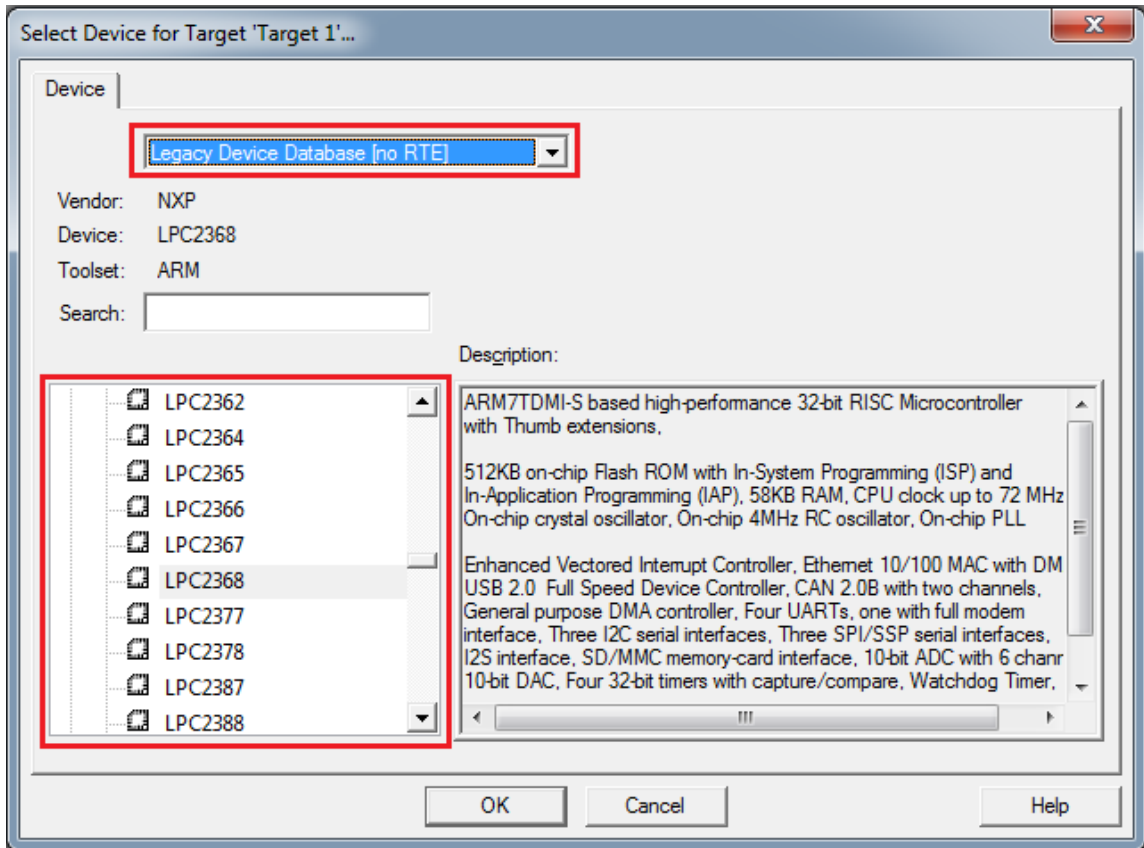 Select Device for Target 'Target 1'...
Device
Legacy Device Database [no RTE]
Vendor: NXP
Device: LPC2368
Toolset: ARM
Search:
Description:
LPC2362
LPC2364
LPC2365
LPC2366
LPC2367
LPC2368
LPC2377
LPC2378
LPC2387
LPC2388
ARM7TDMI-S based high-performance 32-bit RISC Microcontroller
with Thumb extensions,
512KB on-chip Flash ROM with In-System Programming (ISP) and
In-Application Programming (IAP), 58KB RAM, CPU clock up to 72 MHz
On-chip crystal oscillator, On-chip 4MHz RC oscillator, On-chip PLL
Enhanced Vectored Interrupt Controller, Ethernet 10/100 MAC with DM
USB 2.0 Full Speed Device Controller, CAN 2.0B with two channels,
General purpose DMA controller, Four UARTs, one with full modem
interface, Three I2C serial interfaces, Three SPI/SSP serial interfaces,
I2S interface, SD/MMC memory-card interface, 10-bit ADC with 6
10-bit DAC, Four 32-bit timers with capture/compare, Watchdog Timer,
OK
Cancel
Help